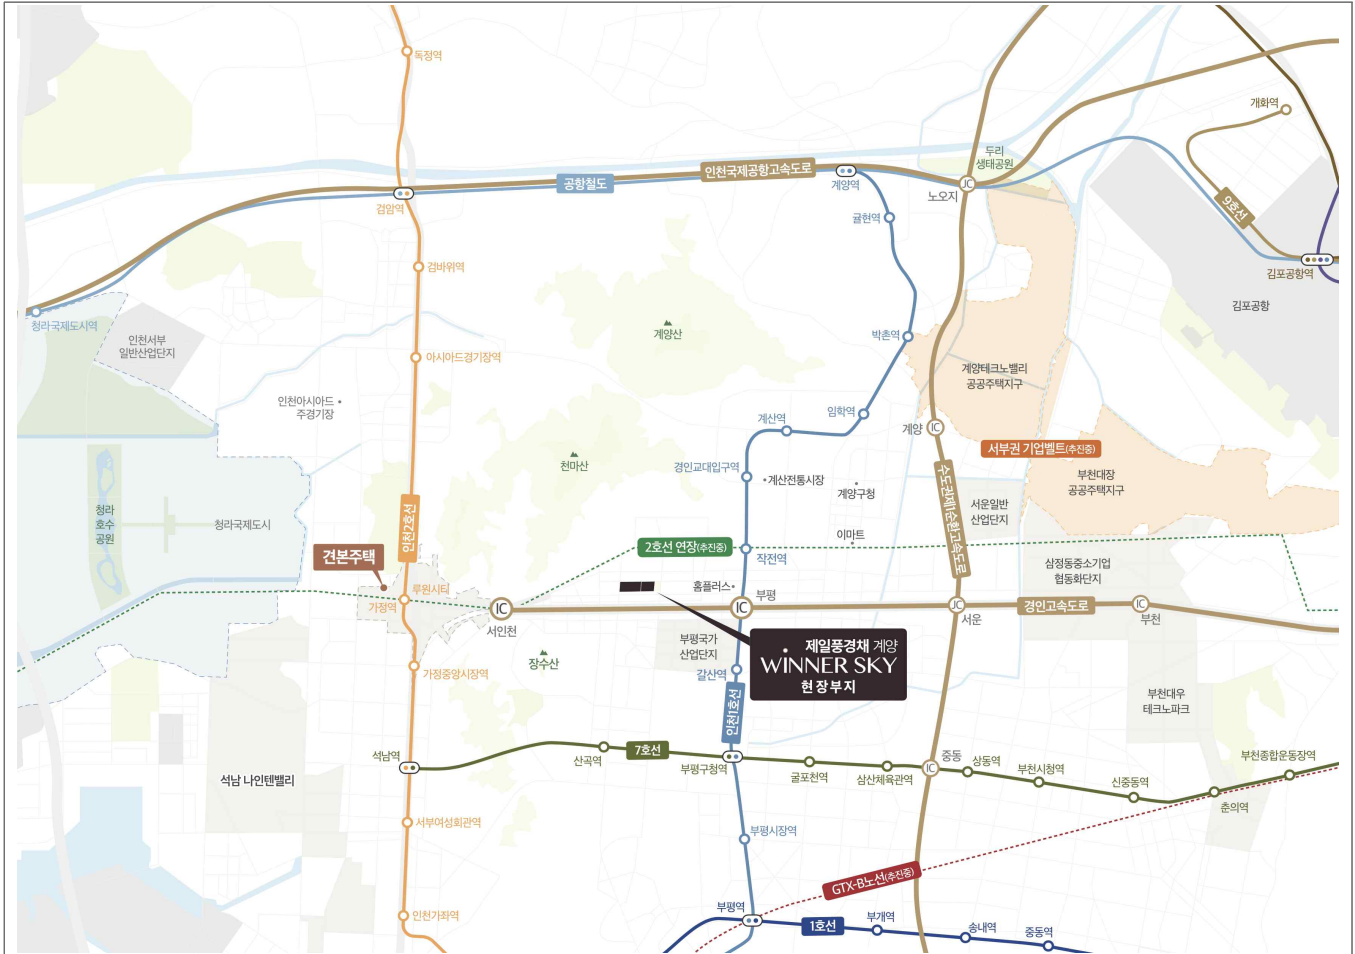 독정역
개화역
두리
생태공원
인천국제공항고속도로
공항철도
계양역
JC
노오지
9호선
검암역
귤현역
김포공항역
김포공항
검바위역
청라국제도시역
인천서부
일반산업단지
계양산
박촌역
아시아드경기장역
계양테크노밸리
공공주택지구
인천아시아드
주경기장
계산역
임학역
계양
IC
서부권 기업벨트(추진중)
천마산
경인교대입구역
계산전통시장
계양구청
부천대장
공공주택지구
수도권제1순환고속도로
서운일반
산업단지
청라
호수
공원
청라국제도시
인천2호선
이마트
견본주택
2호선 연장(추진중)
작전역
삼정동중소기업
협동화단지
루원시티
홈플러스
가정역
IC
서인천
IC
부평
JC
서운
경인고속도로
IC
부천
부평국가
산업단지
제일풍경채 계양
WINNER SKY
현장부지
장수산
가정중앙시장역
갈산역
부천대우
테크노파크
인천1호선
석남역
7호선
산곡역
부평구청역
굴포천역
삼산체육관역
IC
중동
상동역
부천시청역
신중동역
춘의역
부천종합운동장역
석남 나인텐밸리
서부여성회관역
부평시장역
GTX-B노선(추진중)
인천가좌역
부평역
1호선
부개역
송내역
중동역